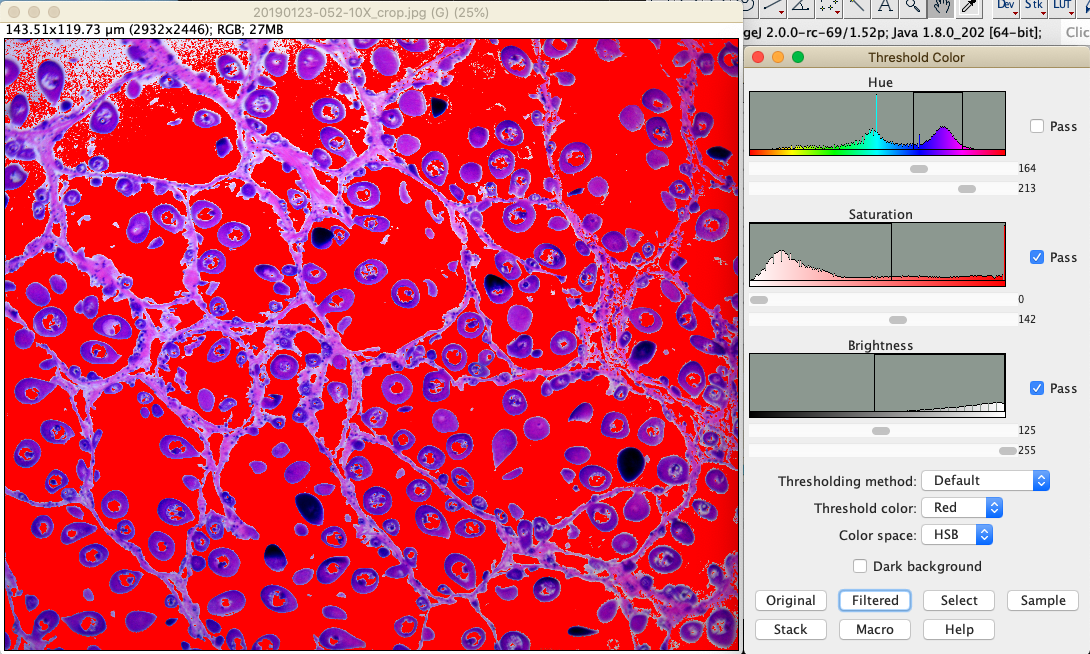 20190123-052-10X_crop.jpg (G) (25%)
Dev Stk LUT
143.51x119.73 µm (2932x2446); RGB; 27MB
geJ 2.0.0-rc-69/1.52p; Java 1.8.0_202 [64-bit];
Clic
Threshold Color
Hue
Pass
164
213
Saturation
Pass
0
142
Brightness
Pass
125
255
Thresholding method: Default
Threshold color: Red
Color space: HSB
Dark background
Original Filtered Select Sample
Stack Macro Help